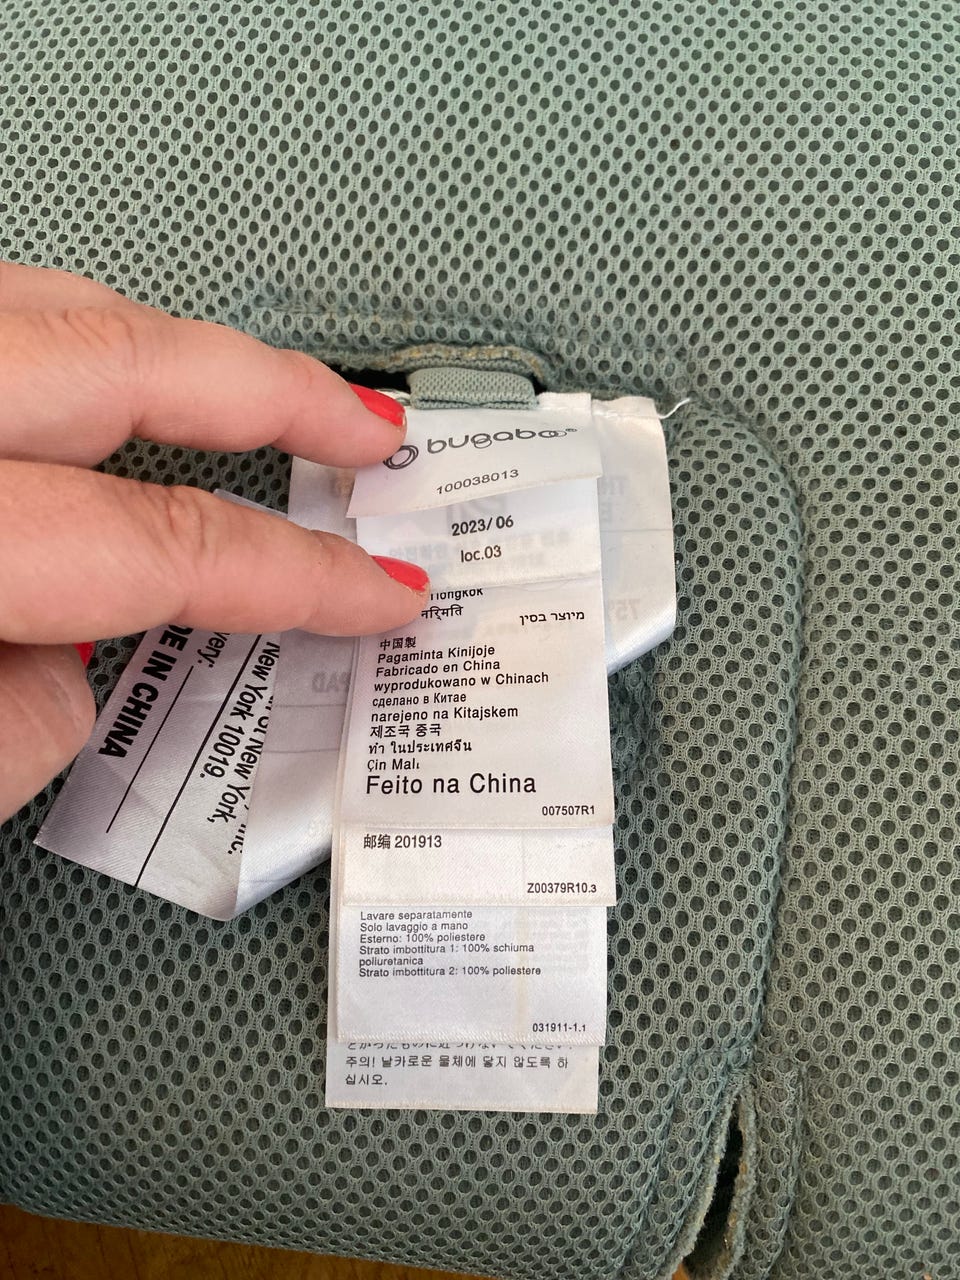 bugaboo®
100038013
2023/06
loc.03
निर्मिति
מיוצר בסין
中国製
Pagaminta Kinijoje
Fabricado en China
wyprodukowano w Chinach
сделано в Китае
narejeno na Kitajskem
제조국 중국
ทำ ในประเทศจีน
Çin Malı
Feito na China
007507R1
邮编 201913
Z00379R10.3
Lavare separatamente
Solo lavaggio a mano
Esterno: 100% poliestere
Strato imbottitura 1: 100% schiuma
poliuretanica
Strato imbottitura 2: 100% poliestere
031911-1.1
주의! 날카로운 물체에 닿지 않도록 하
십시오.
IN CHINA
New York,
New York 10019.